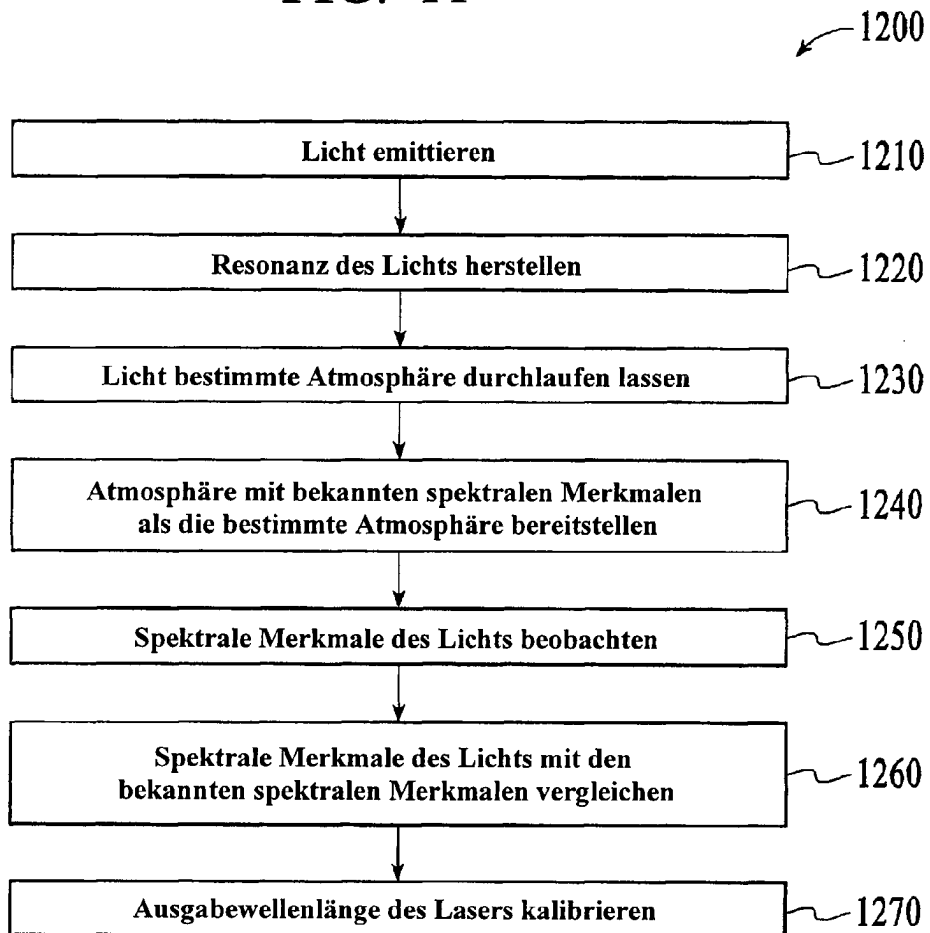 1200
Licht emittieren
1210
Resonanz des Lichts herstellen
1220
Licht bestimmte Atmosphäre durchlaufen lassen
1230
Atmosphäre mit bekannten spektralen Merkmalen
als die bestimmte Atmosphäre bereitstellen
1240
Spektrale Merkmale des Lichts beobachten
1250
Spektrale Merkmale des Lichts mit den
bekannten spektralen Merkmalen vergleichen
1260
Ausgabewellenlänge des Lasers kalibrieren
1270